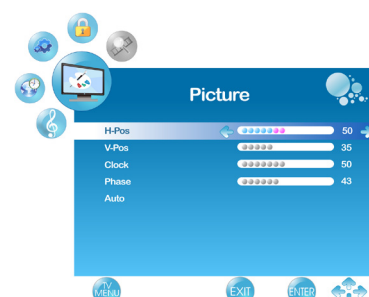 Picture
H-Pos 50
V-Pos 35
Clock 50
Phase 43
Auto
TV MENU EXIT ENTER